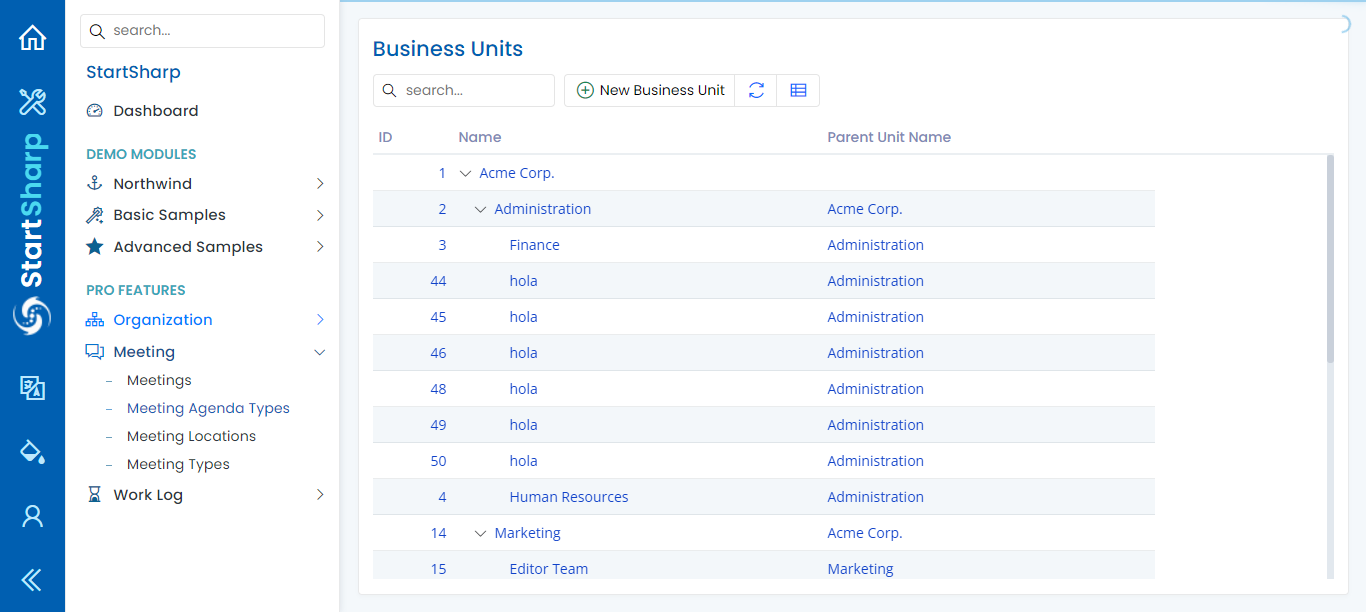 StartSharp
search...
StartSharp
Dashboard
DEMO MODULES
Northwind
Basic Samples
Advanced Samples
PRO FEATURES
Organization
Meeting
– Meetings
– Meeting Agenda Types
– Meeting Locations
– Meeting Types
Work Log
Business Units
search... New Business Unit
ID Name Parent Unit Name
1 Acme Corp.
2 Administration Acme Corp.
3 Finance Administration
44 hola Administration
45 hola Administration
46 hola Administration
48 hola Administration
49 hola Administration
50 hola Administration
4 Human Resources Administration
14 Marketing Acme Corp.
15 Editor Team Marketing